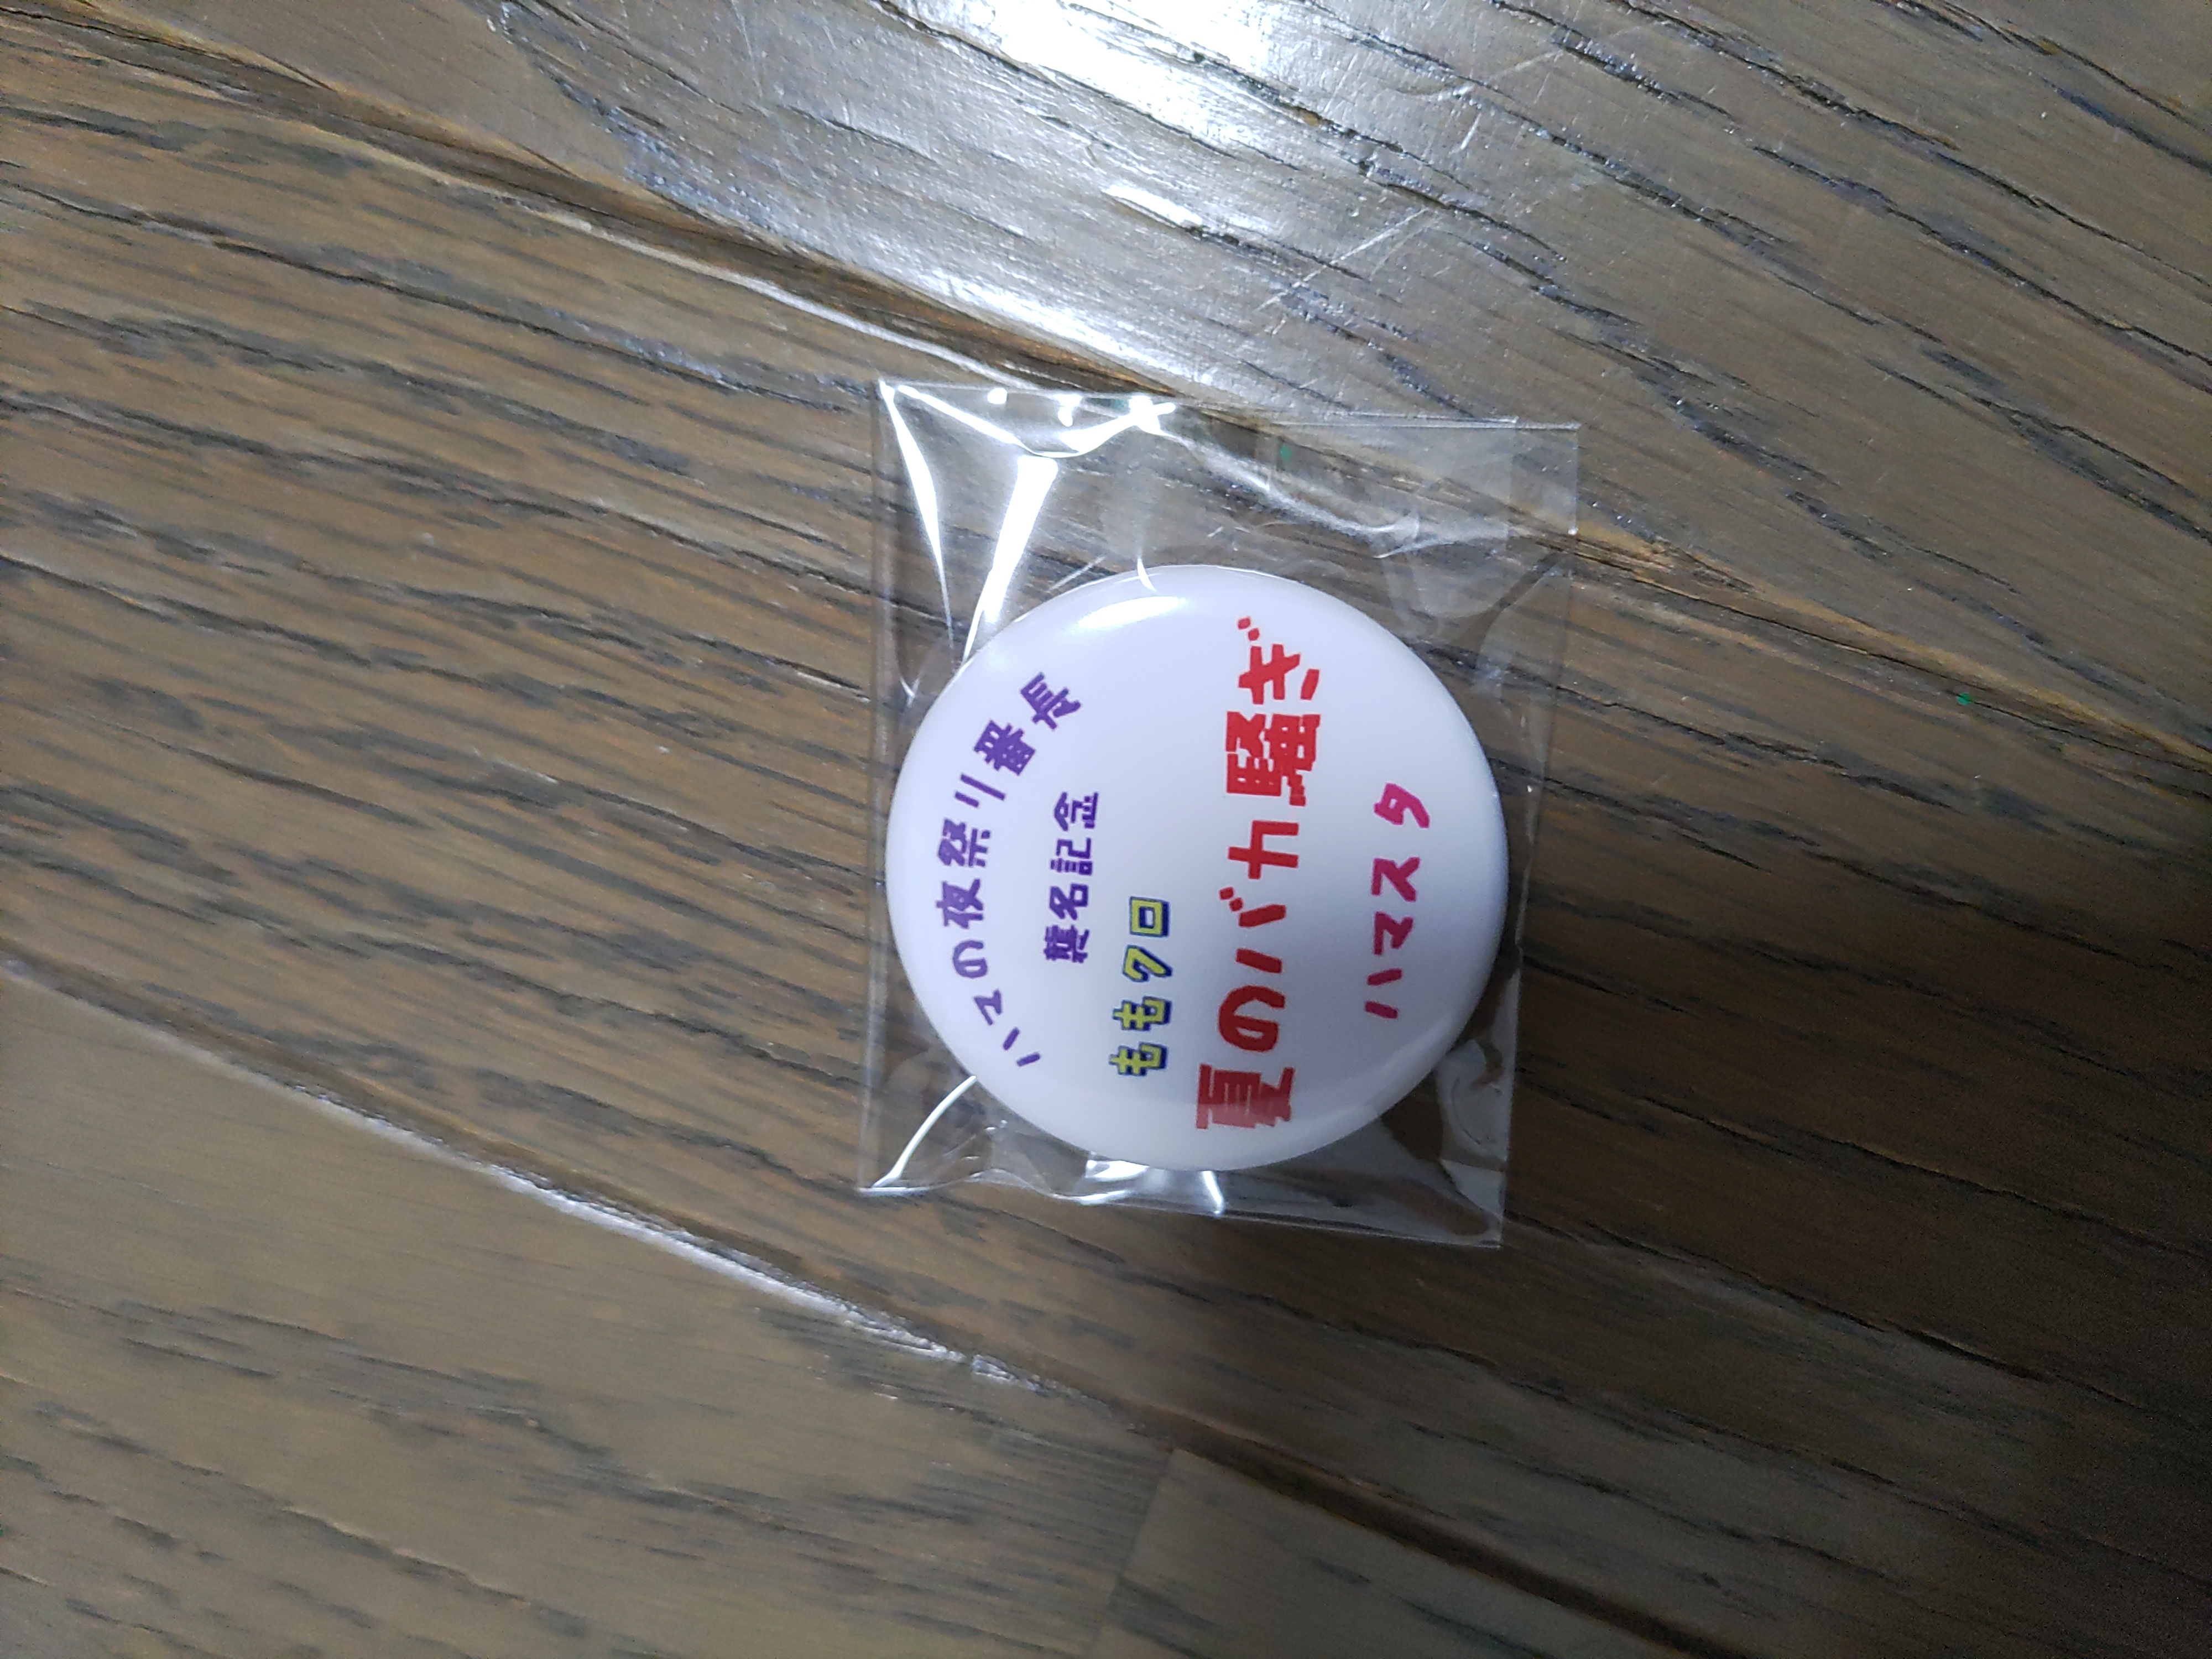 ハマの夜祭り番長
襲名記念
ももクロ
夏のバカ騒ぎ
ハマスタ